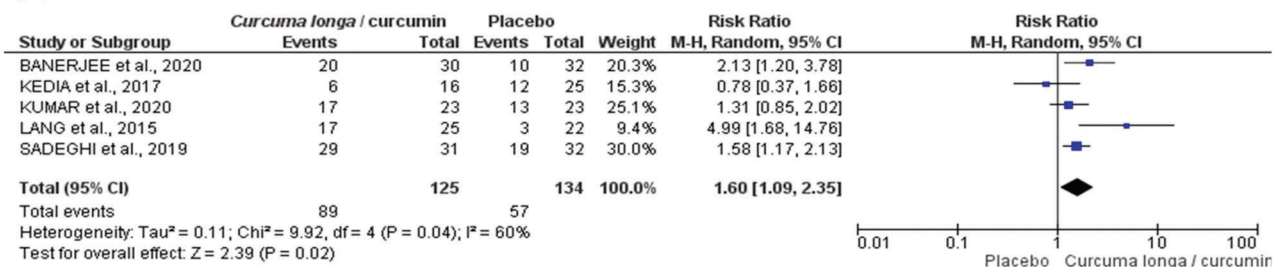 Curcuma longa / curcumin Placebo Risk Ratio Risk Ratio
Study or Subgroup Events Total Events Total Weight M-H, Random, 95% CI M-H, Random, 95% CI
BANERJEE et al., 2020 20 30 10 32 20.3% 2.13 [1.20, 3.78]
KEDIA et al., 2017 6 16 12 25 15.3% 0.78 [0.37, 1.66]
KUMAR et al., 2020 17 23 13 23 25.1% 1.31 [0.85, 2.02]
LANG et al., 2015 17 25 3 22 9.4% 4.99 [1.68, 14.76]
SADEGHI et al., 2019 29 31 19 32 30.0% 1.58 [1.17, 2.13]
Total (95% CI) 125 134 100.0% 1.60 [1.09, 2.35]
Total events 89 57
Heterogeneity: Tau² = 0.11; Chi² = 9.92, df = 4 (P = 0.04); I² = 60%
Test for overall effect: Z = 2.39 (P = 0.02)
0.01 0.1 1 10 100
Placebo Curcuma longa / curcumin